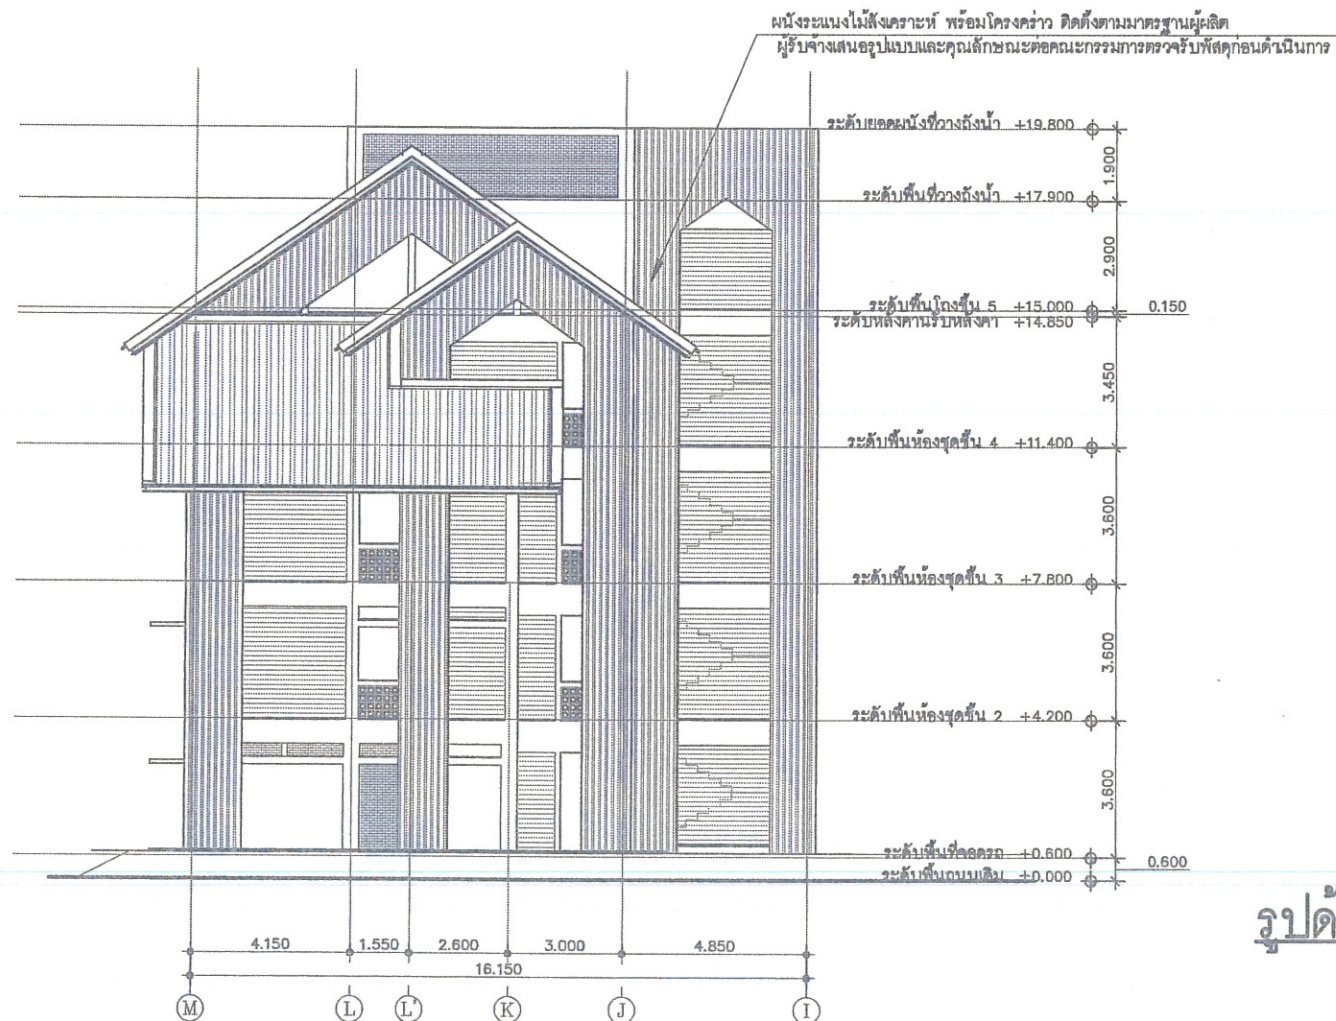 ผนังระแนงไม้สังเคราะห์ พร้อมโครงคร่าว ติดตั้งตามมาตรฐานผู้ผลิต
ผู้รับจ้างเสนอรูปแบบและคุณลักษณะต่อคณะกรรมการตรวจรับพัสดุก่อนดำเนินการ
ระดับยอดผนังที่วางถังน้ำ +19.800
1.900
ระดับพื้นที่วางถังน้ำ +17.900
2.900
ระดับพื้นโถงชั้น 5 +15.000
0.150
ระดับหลังคานรับหลังคา +14.850
3.450
ระดับพื้นห้องชุดชั้น 4 +11.400
3.600
ระดับพื้นห้องชุดชั้น 3 +7.800
3.600
ระดับพื้นห้องชุดชั้น 2 +4.200
3.600
ระดับพื้นที่จอดรถ +0.600
0.600
ระดับพื้นถนนเดิม +0.000
รูปด้
4.150 1.550 2.600 3.000 4.850
16.150
M L L' K J I